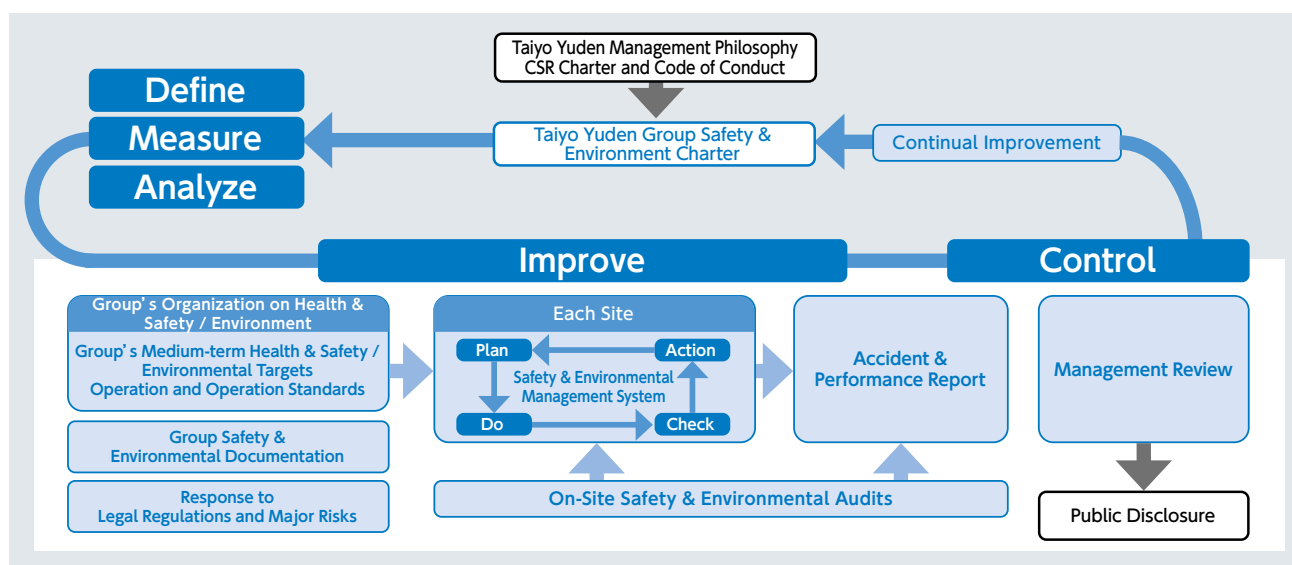 Taiyo Yuden Management Philosophy
CSR Charter and Code of Conduct
Define
Measure
Analyze
Taiyo Yuden Group Safety &
Environment Charter
Continual Improvement
Improve
Control
Group's Organization on Health &
Safety / Environment
Group's Medium-term Health & Safety /
Environmental Targets
Operation and Operation Standards
Group Safety &
Environmental Documentation
Response to
Legal Regulations and Major Risks
Each Site
Plan
Action
Safety & Environmental
Management System
Do
Check
Accident &
Performance Report
On-Site Safety & Environmental Audits
Management Review
Public Disclosure